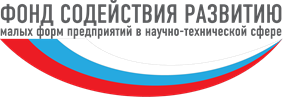 ФОНД СОДЕЙСТВИЯ РАЗВИТИЮ
малых форм предприятий в научно-технической сфере